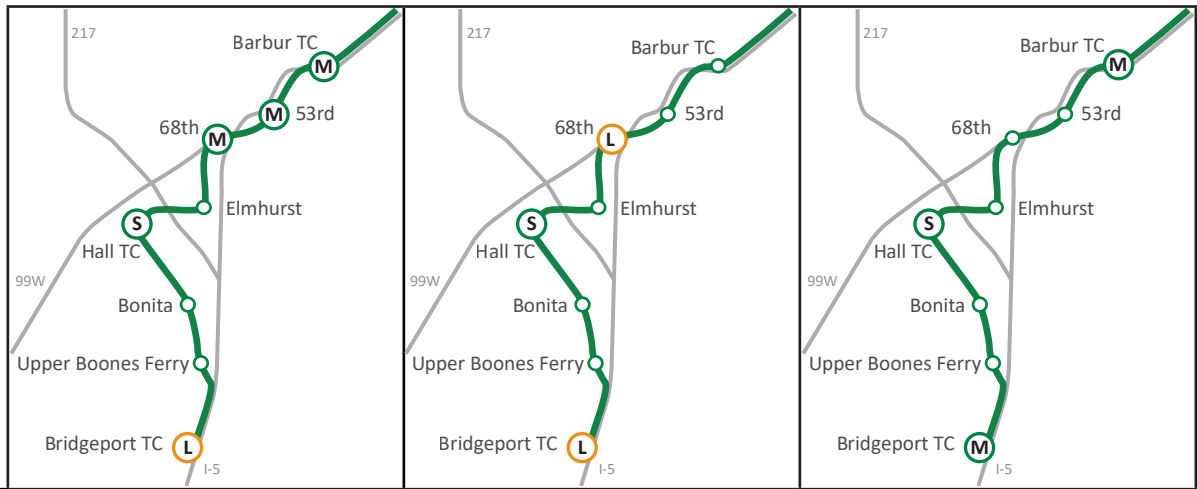 217
Barbur TC
M
M
53rd
68th
M
Elmhurst
S
Hall TC
99W
Bonita
Upper Boones Ferry
Bridgeport TC
L
I-5
217
Barbur TC
53rd
68th
L
Elmhurst
S
Hall TC
99W
Bonita
Upper Boones Ferry
Bridgeport TC
L
I-5
217
Barbur TC
M
53rd
68th
Elmhurst
S
Hall TC
99W
Bonita
Upper Boones Ferry
Bridgeport TC
M
I-5